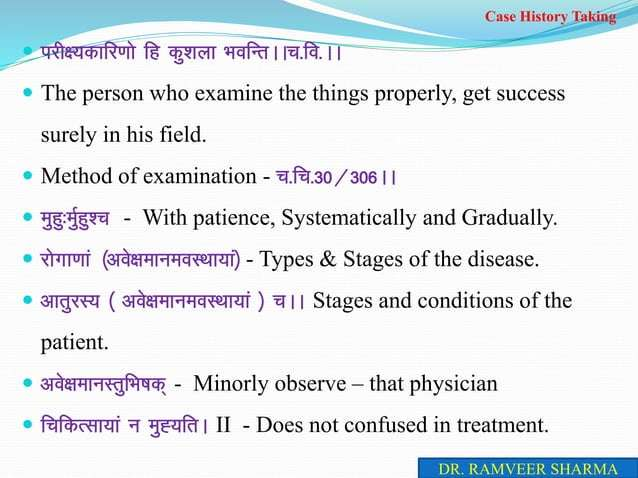 Case History Taking
परीक्ष्यकारिणो हि कुशला भवन्ति।।च.वि.।।
The person who examine the things properly, get success
surely in his field.
Method of examination - च.चि.30/306।।
मुहुःर्मुहुश्च - With patience, Systematically and Gradually.
रोगाणां (अवेक्षमानमवस्थायां) - Types & Stages of the disease.
आतुरस्य ( अवेक्षमानमवस्थायां ) च।। Stages and conditions of the
patient.
अवेक्षमानस्तुभिषक् - Minorly observe – that physician
चिकित्सायां न मुह्यति। II - Does not confused in treatment.
DR. RAMVEER SHARMA